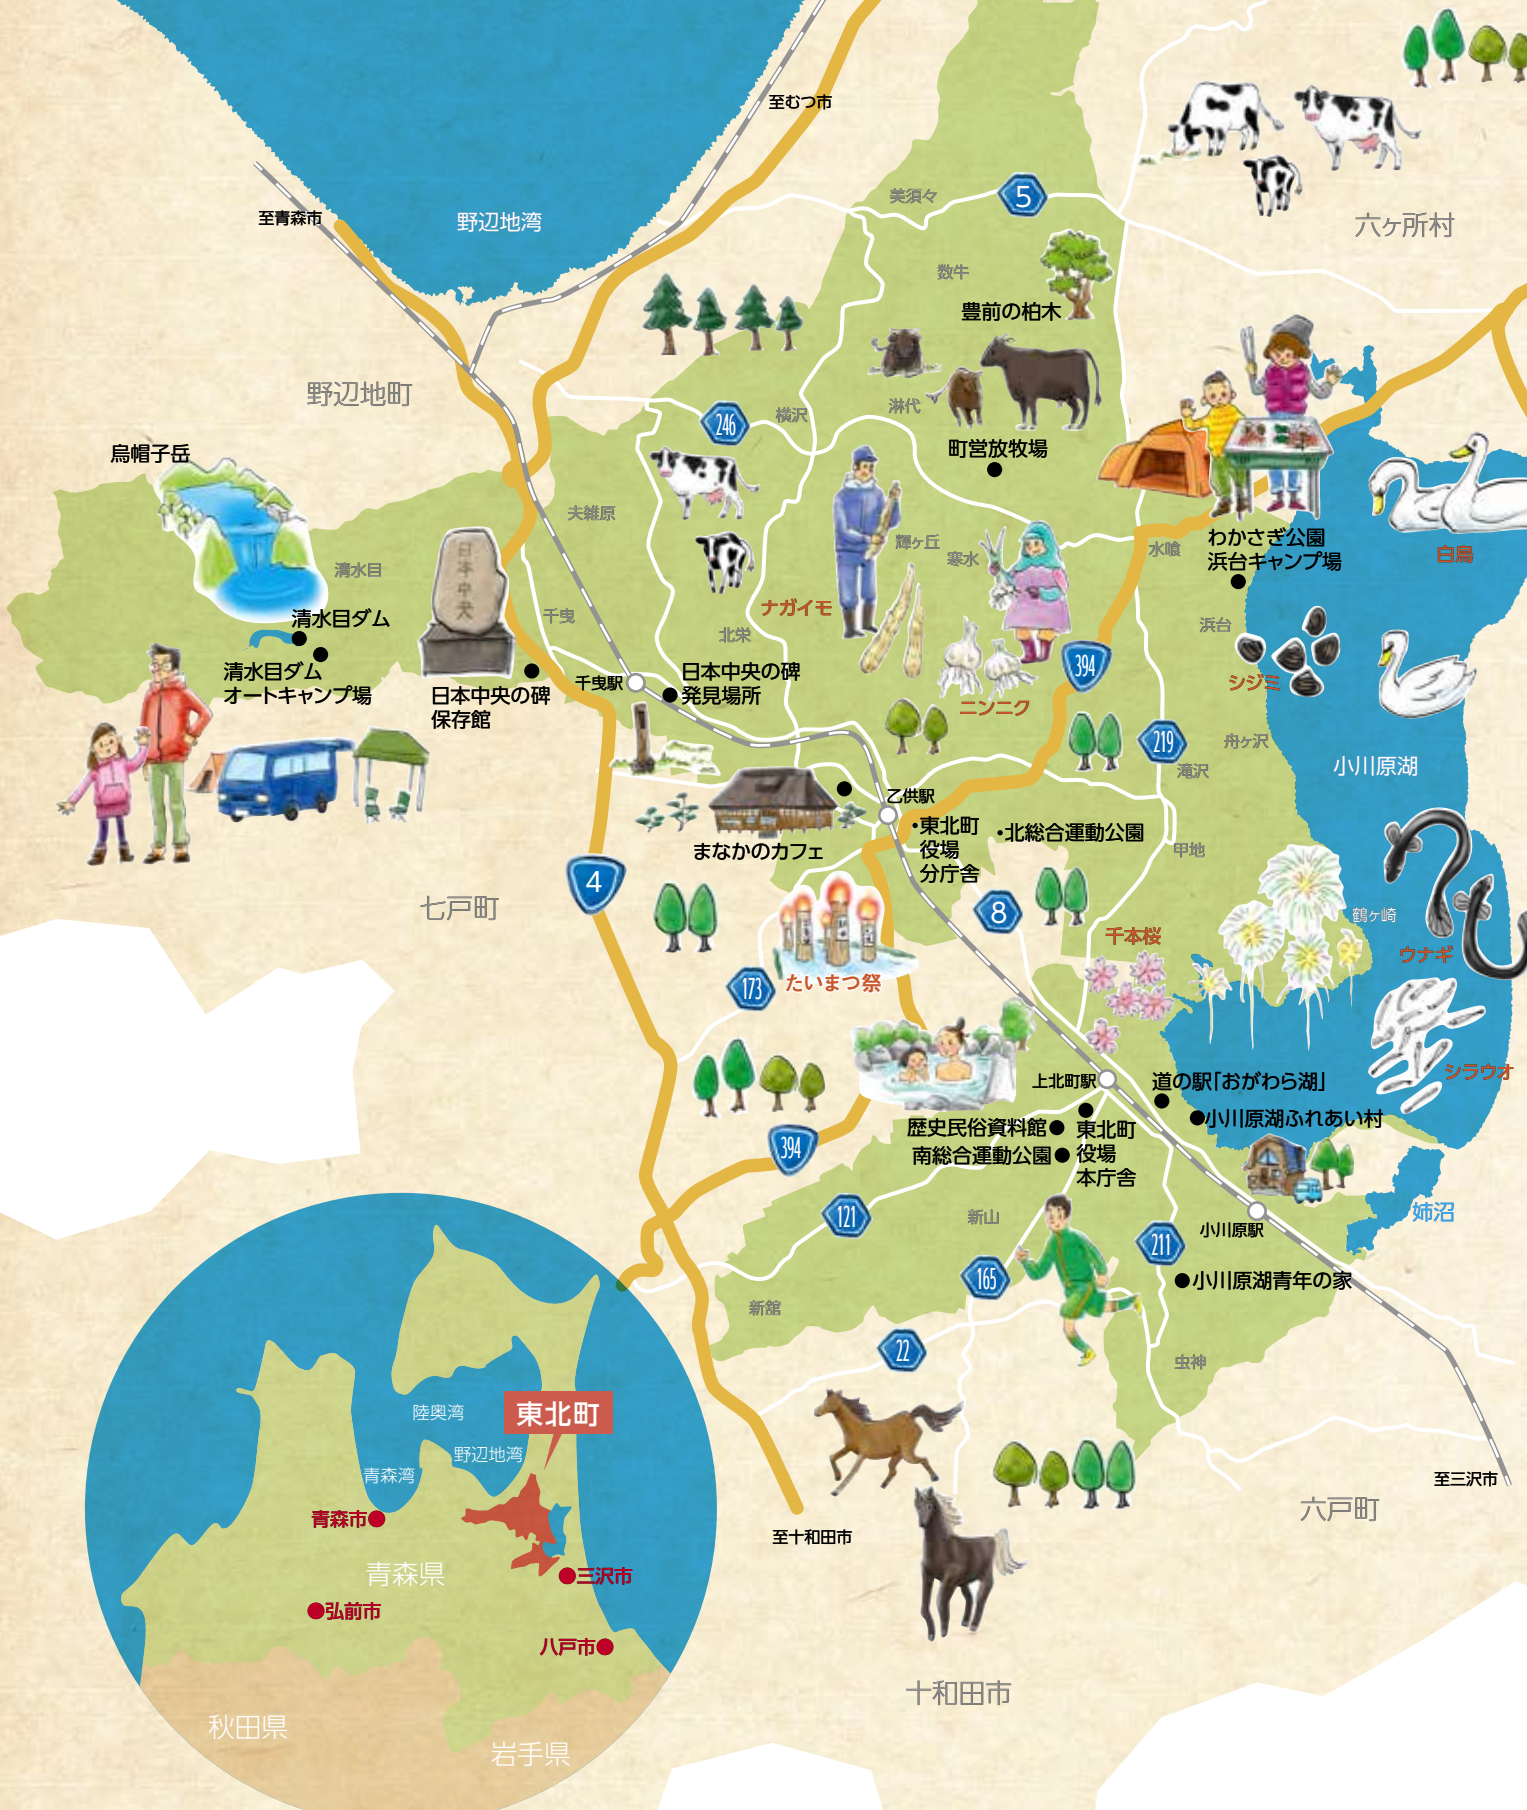 至むつ市
美須々
5
六ヶ所村
至青森市
野辺地湾
数牛
豊前の柏木
野辺地町
246
横沢
淋代
町営放牧場
烏帽子岳
夫雑原
輝ヶ丘
寒水
水喰
わかさぎ公園
浜台キャンプ場
白鳥
日本中央
清水目
ナガイモ
千曳
北栄
浜台
清水目ダム
清水目ダム
オートキャンプ場
日本中央の碑
保存館
千曳駅
日本中央の碑
発見場所
394
シジミ
ニンニク
219
舟ヶ沢
滝沢
小川原湖
乙供駅
東北町
役場
分庁舎
・北総合運動公園
まなかのカフェ
甲地
4
七戸町
8
千本桜
鶴ヶ崎
ウナギ
173
たいまつ祭
シラウオ
上北町駅
道の駅「おがわら湖」
小川原湖ふれあい村
歴史民俗資料館
南総合運動公園
東北町
役場
本庁舎
394
121
新山
211
小川原駅
姉沼
165
小川原湖青年の家
新舘
22
虫神
陸奥湾
東北町
野辺地湾
青森湾
青森市
青森県
三沢市
弘前市
八戸市
秋田県
岩手県
至十和田市
至三沢市
六戸町
十和田市